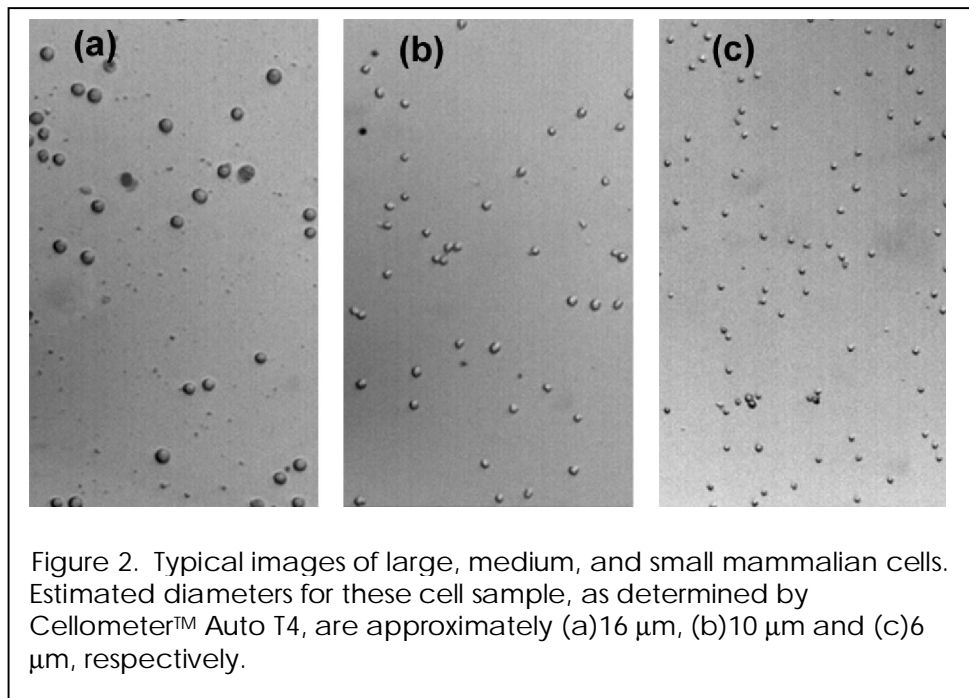 (a) (b) (c)
Figure 2. Typical images of large, medium, and small mammalian cells.
Estimated diameters for these cell sample, as determined by
Cellometer™ Auto T4, are approximately (a)16 μm, (b)10 μm and (c)6
μm, respectively.